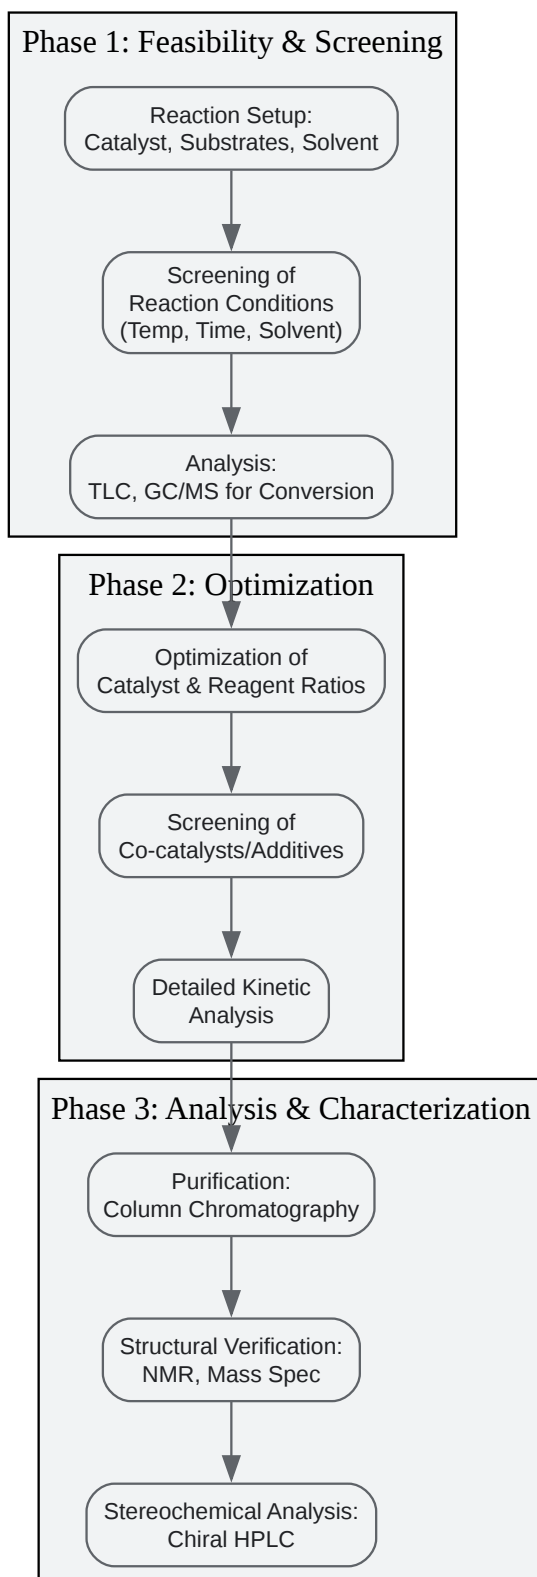 Phase 1: Feasibility & Screening
Reaction Setup:
Catalyst, Substrates, Solvent
Screening of
Reaction Conditions
(Temp, Time, Solvent)
Analysis:
TLC, GC/MS for Conversion
Phase 2: Optimization
Optimization of
Catalyst & Reagent Ratios
Screening of
Co-catalysts/Additives
Detailed Kinetic
Analysis
Phase 3: Analysis & Characterization
Purification:
Column Chromatography
Structural Verification:
NMR, Mass Spec
Stereochemical Analysis:
Chiral HPLC